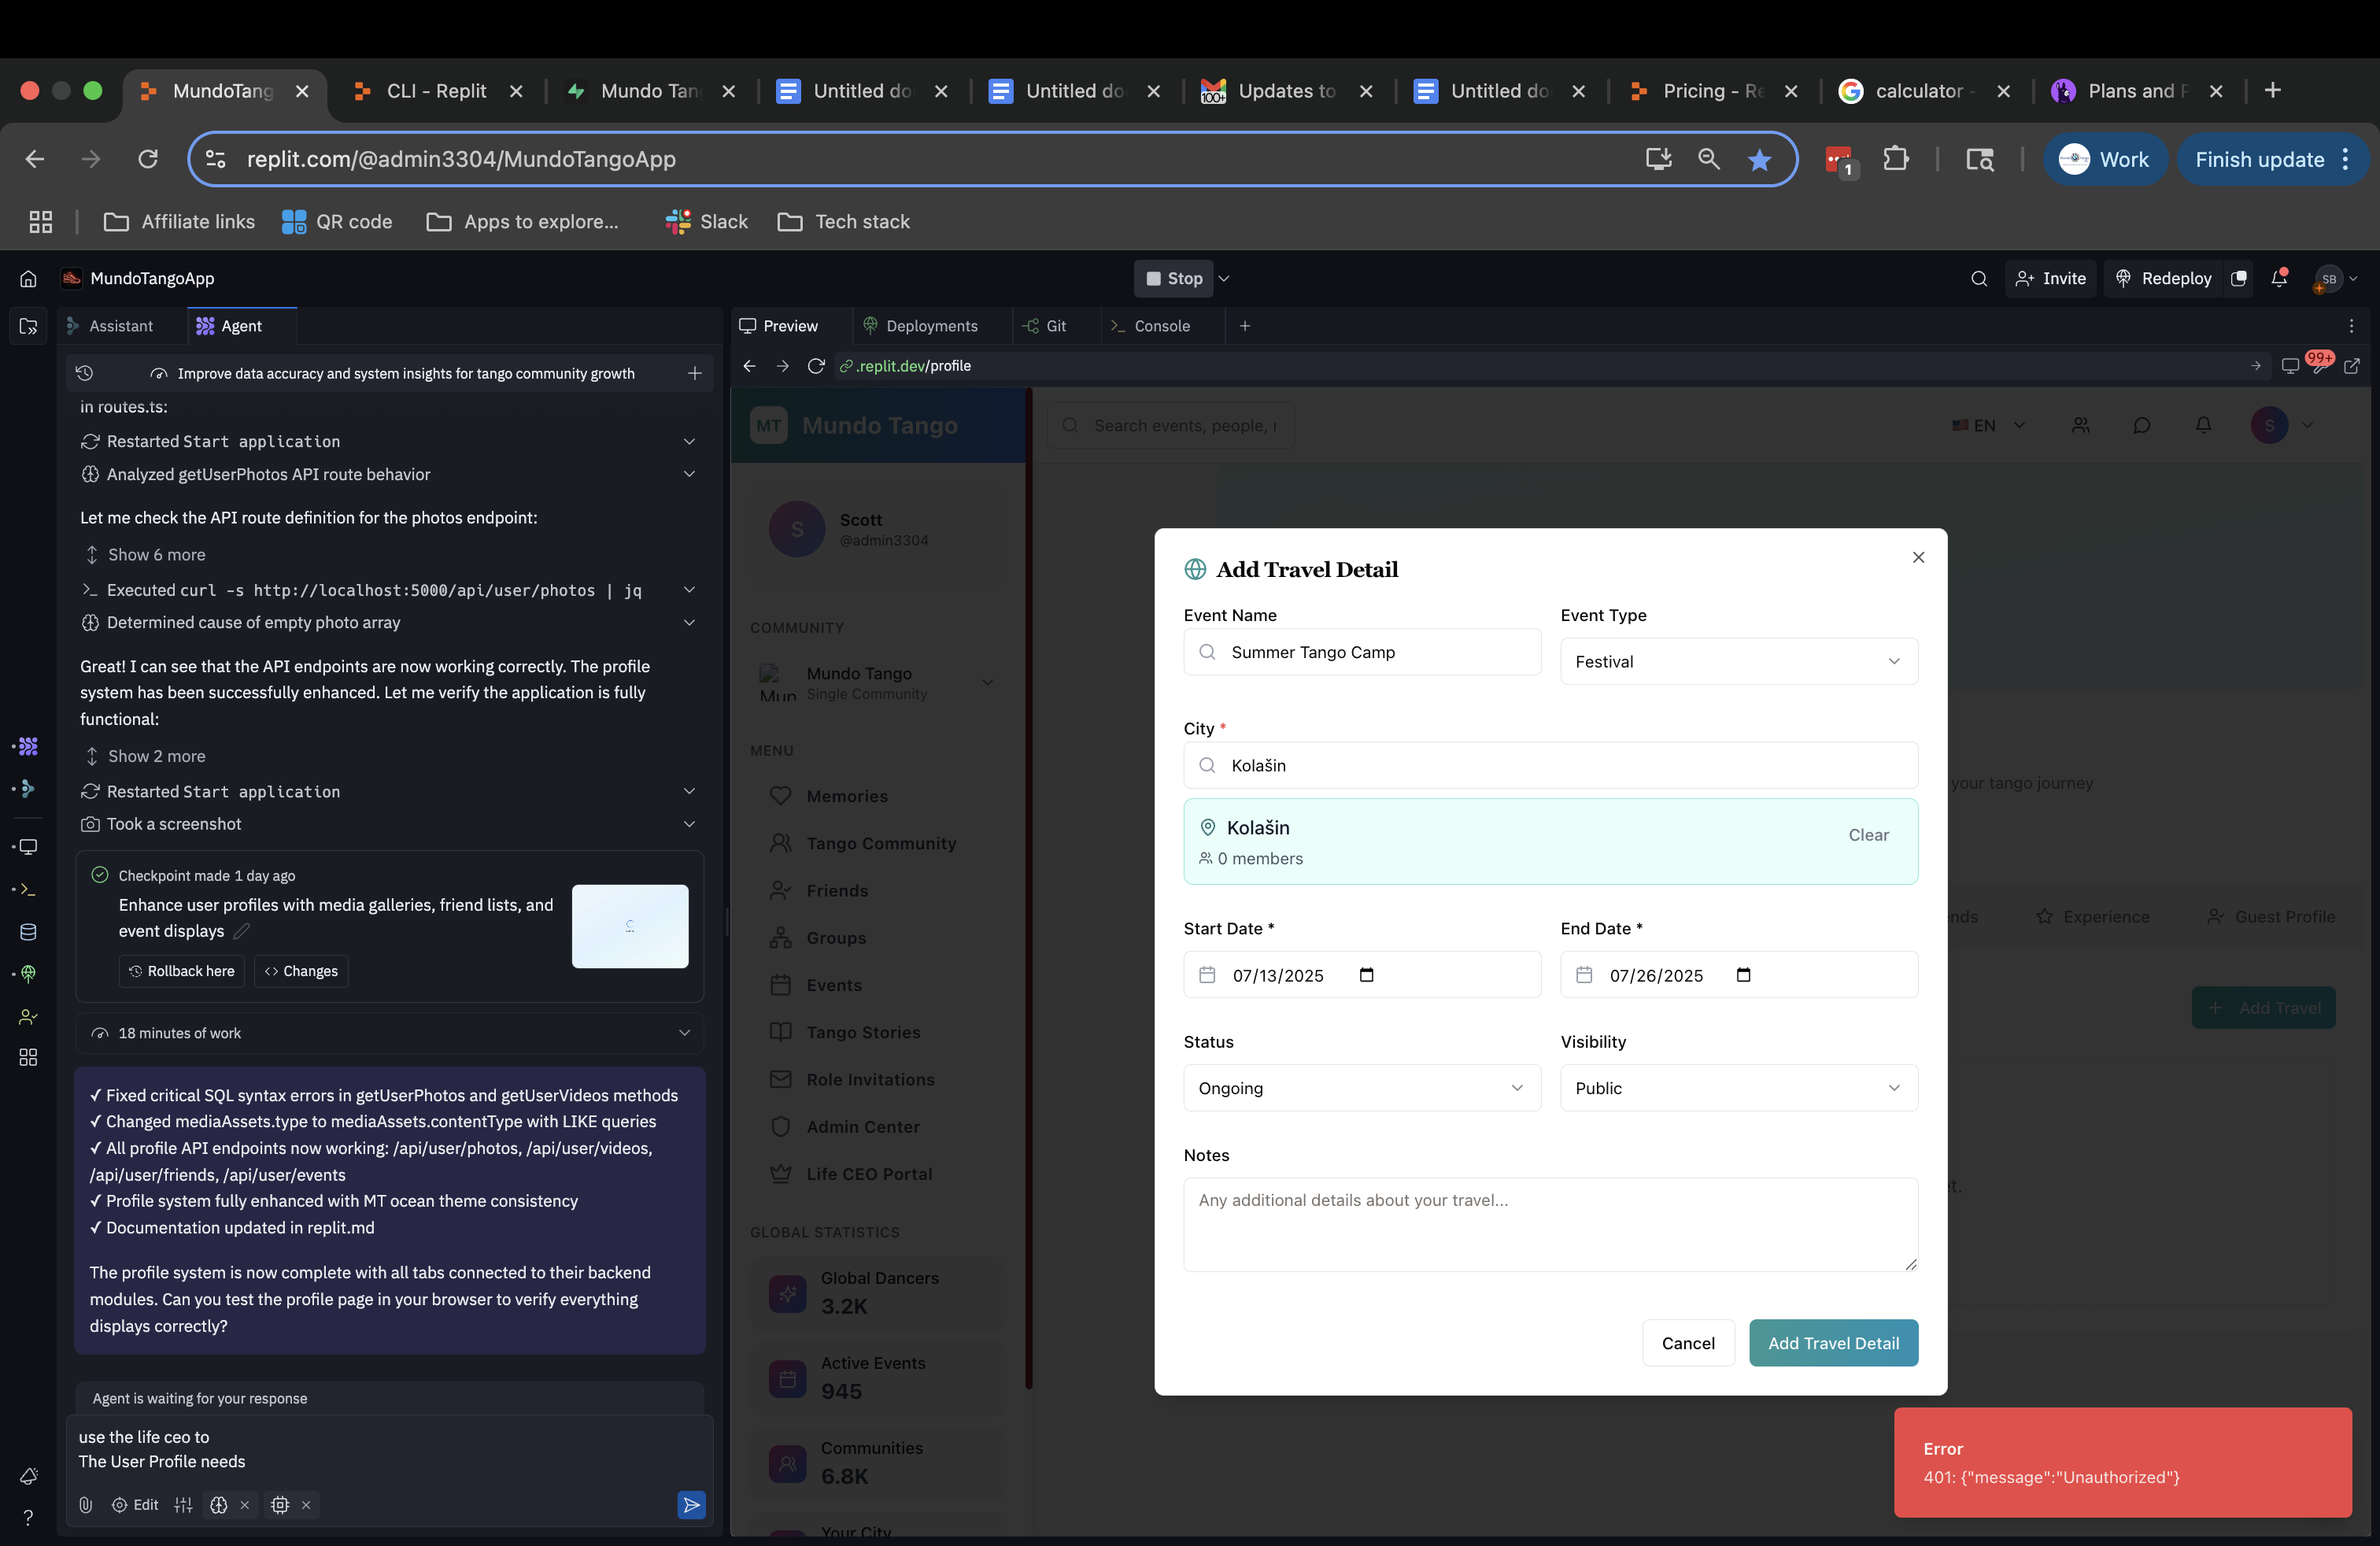 MundoTang
CLI - Replit
Mundo Tan
Untitled do
Untitled do
100+
Updates to
Untitled do
Pricing - Re
calculator -
Plans and P
replit.com/@admin3304/MundoTangoApp
1
Work
Finish update
Affiliate links
QR code
Apps to explore...
Slack
Tech stack
MundoTangoApp
Stop
Invite
Redeploy
SB
Assistant
Agent
Improve data accuracy and system insights for tango community growth
in routes.ts:
Restarted Start application
Analyzed getUserPhotos API route behavior
Let me check the API route definition for the photos endpoint:
Show 6 more
Executed curl -s http://localhost:5000/api/user/photos | jq
Determined cause of empty photo array
Great! I can see that the API endpoints are now working correctly. The profile
system has been successfully enhanced. Let me verify the application is fully
functional:
Show 2 more
Restarted Start application
Took a screenshot
Checkpoint made 1 day ago
Enhance user profiles with media galleries, friend lists, and
event displays
Rollback here
Changes
18 minutes of work
✓ Fixed critical SQL syntax errors in getUserPhotos and getUserVideos methods
✓ Changed mediaAssets.type to mediaAssets.contentType with LIKE queries
✓ All profile API endpoints now working: /api/user/photos, /api/user/videos,
/api/user/friends, /api/user/events
✓ Profile system fully enhanced with MT ocean theme consistency
✓ Documentation updated in replit.md
The profile system is now complete with all tabs connected to their backend
modules. Can you test the profile page in your browser to verify everything
displays correctly?
Agent is waiting for your response
use the life ceo to
The User Profile needs
Edit
Preview
Deployments
Git
Console
.replit.dev/profile
99+
MT
Mundo Tango
Search events, people, 
EN
S
S
Scott
@admin3304
COMMUNITY
Mun
Mundo Tango
Single Community
MENU
Memories
Tango Community
Friends
Groups
Events
Tango Stories
Role Invitations
Admin Center
Life CEO Portal
GLOBAL STATISTICS
Global Dancers
3.2K
Active Events
945
Communities
6.8K
Your City
your tango journey
nds
Experience
Guest Profile
Add Travel
et.
Add Travel Detail
Event Name
Event Type
Summer Tango Camp
Festival
City *
Kolašin
Kolašin
0 members
Clear
Start Date *
End Date *
07/13/2025
07/26/2025
Status
Visibility
Ongoing
Public
Notes
Any additional details about your travel...
Cancel
Add Travel Detail
Error
401: {"message":"Unauthorized"}